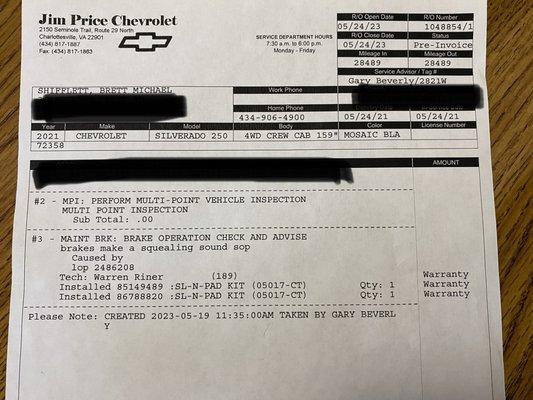 Jim Price Chevrolet
2150 Seminole Trail, Route 29 North
Charlottesville, VA 22901
(434) 817-1887
Fax: (434) 817-1863
CHEVROLET
SERVICE DEPARTMENT HOURS
7:30 a.m. to 6:00 p.m.
Monday - Friday
R/O Open Date R/O Number
05/24/23 1048854/1
R/O Close Date Status
05/24/23 Pre-Invoice
Mileage In Mileage Out
28489 28489
Service Advisor / Tag #
Gary Beverly/2821W
SHIFFLETT, BRETT MICHAEL
Work Phone
Home Phone
434-906-4900 05/24/21 05/24/21
Year Make Model Body Color License Number
2021 CHEVROLET SILVERADO 250 4WD CREW CAB 159" MOSAIC BLA
72358
AMOUNT
#2 - MPI: PERFORM MULTI-POINT VEHICLE INSPECTION
MULTI POINT INSPECTION
Sub Total: .00
#3 - MAINT BRK: BRAKE OPERATION CHECK AND ADVISE
brakes make a squealing sound sop
Caused by
lop 2486208
Tech: Warren Riner (189) Warranty
Installed 85149489 :SL-N-PAD KIT (05017-CT) Qty: 1 Warranty
Installed 86788820 :SL-N-PAD KIT (05017-CT) Qty: 1 Warranty
Please Note: CREATED 2023-05-19 11:35:00AM TAKEN BY GARY BEVERL
Y